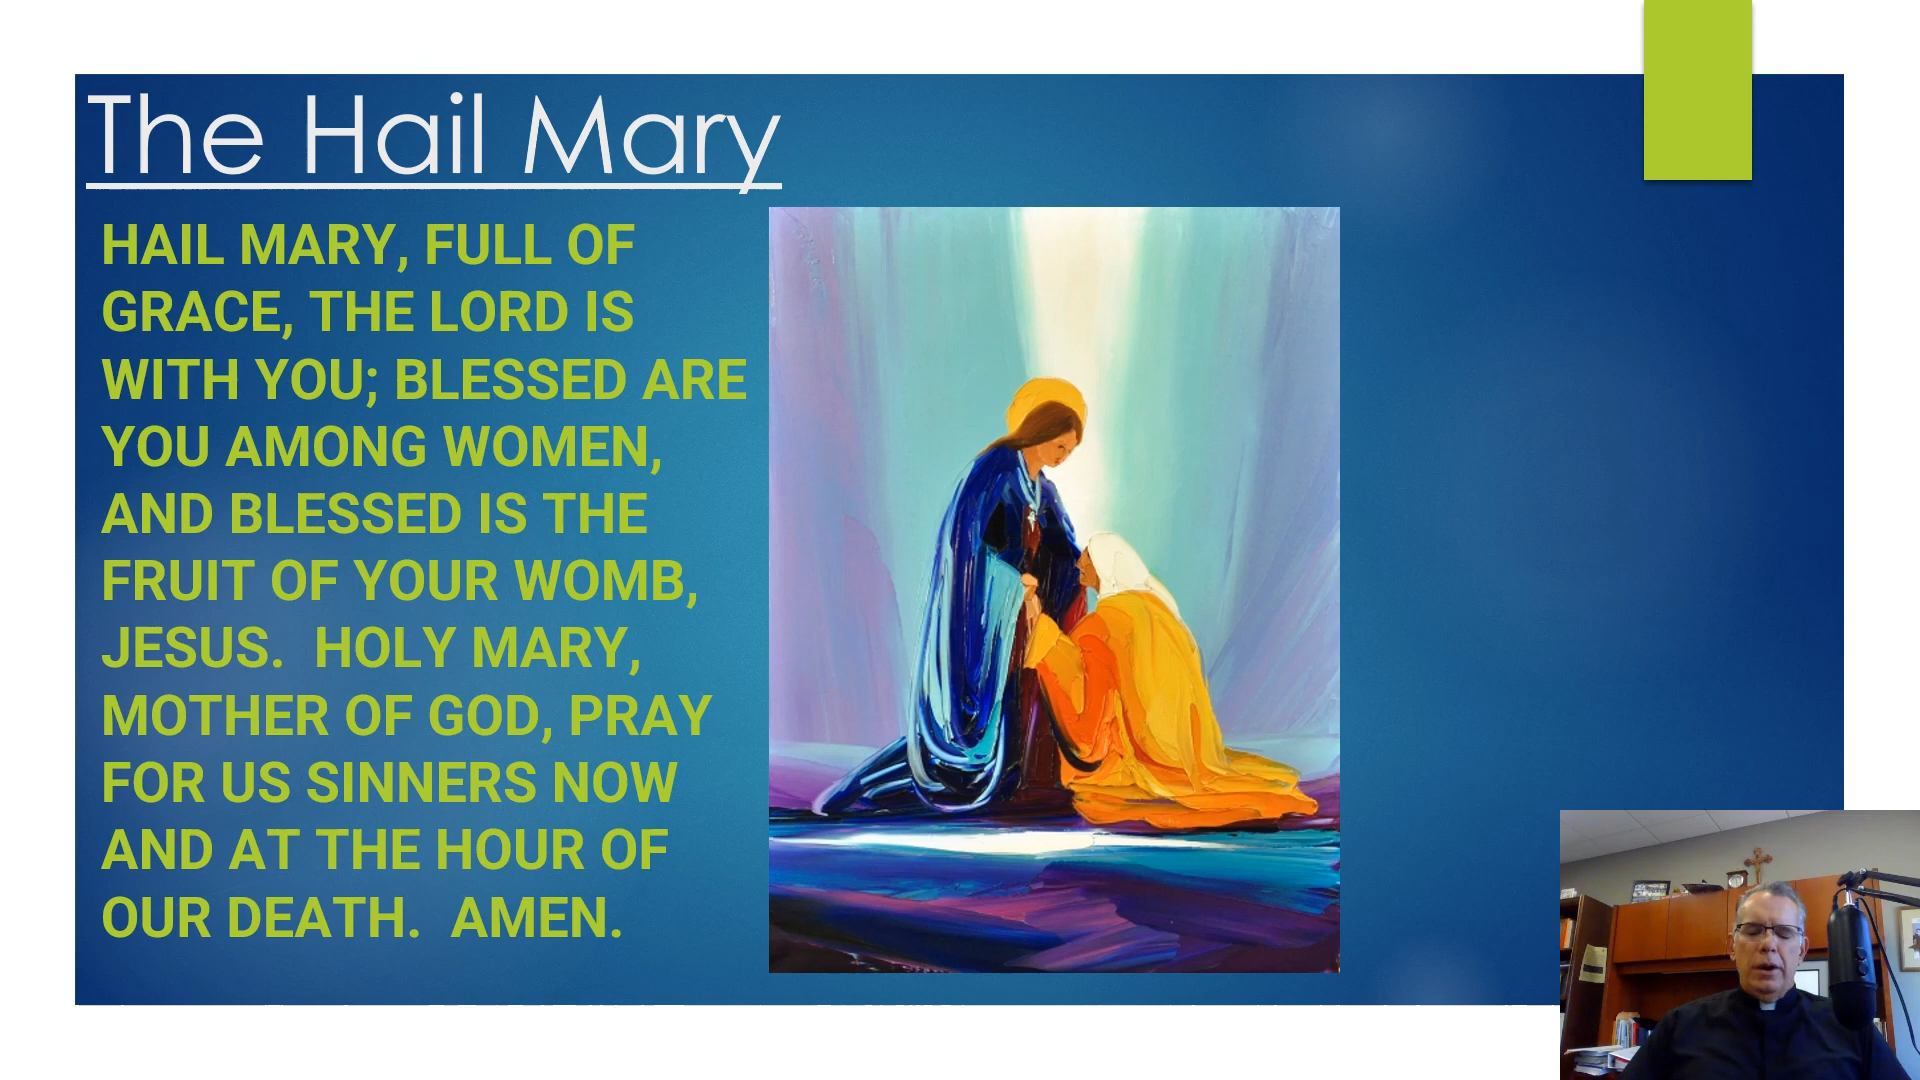 The Hail Mary
HAIL MARY, FULL OF
GRACE, THE LORD IS
WITH YOU; BLESSED ARE
YOU AMONG WOMEN,
AND BLESSED IS THE
FRUIT OF YOUR WOMB,
JESUS.  HOLY MARY,
MOTHER OF GOD, PRAY
FOR US SINNERS NOW
AND AT THE HOUR OF
OUR DEATH.  AMEN.